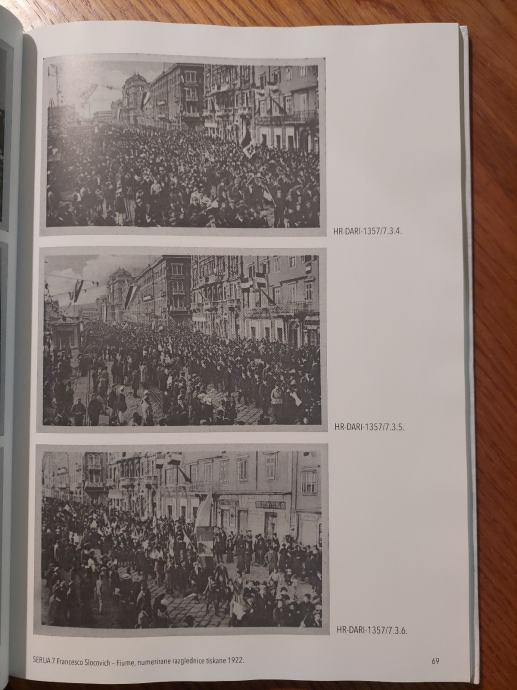 HR-DARI-1357/7.3.4.
HR-DARI-1357/7.3.5.
HR-DARI-1357/7.3.6.
SERIJA 7 Francesco Slocovich – Fiume, numerirane razglednice tiskane 1922.
69